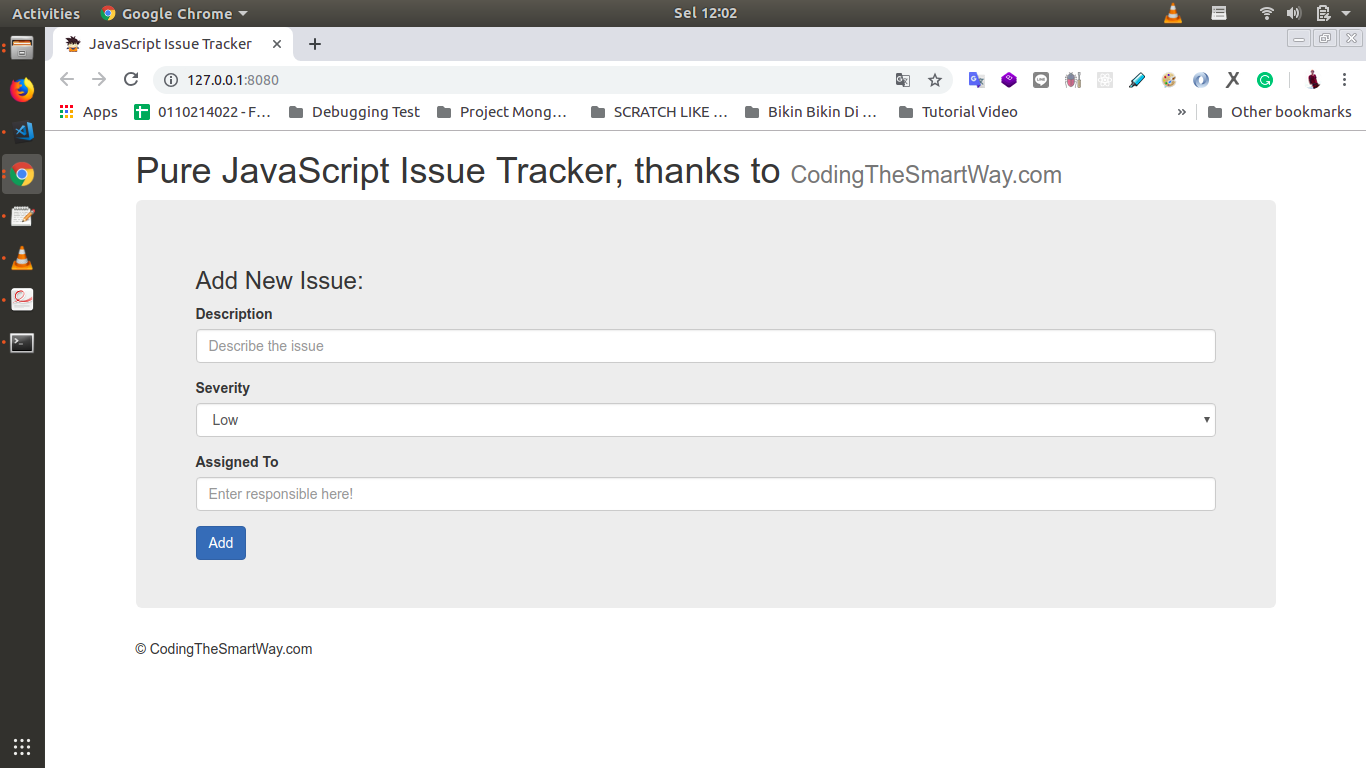 Activities Google Chrome Sel 12:02
JavaScript Issue Tracker
127.0.0.1:8080
Apps 0110214022 - F… Debugging Test Project Mong… SCRATCH LIKE … Bikin Bikin Di … Tutorial Video » Other bookmarks
Pure JavaScript Issue Tracker, thanks to CodingTheSmartWay.com
Add New Issue:
Description
Describe the issue
Severity
Low
Assigned To
Enter responsible here!
Add
© CodingTheSmartWay.com